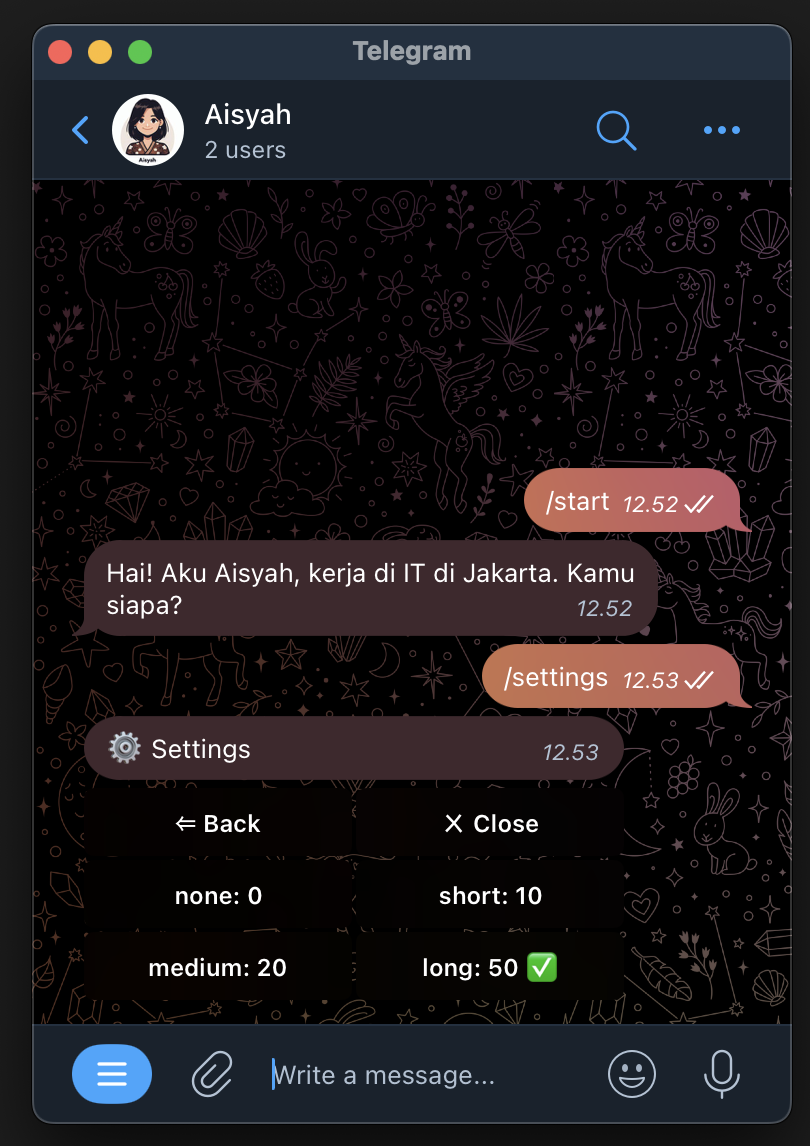 Telegram
Aisyah
2 users
Aisyah
/start 12.52
Hai! Aku Aisyah, kerja di IT di Jakarta. Kamu
siapa? 12.52
/settings 12.53
⚙️ Settings 12.53
⇐ Back
X Close
none: 0
short: 10
medium: 20
long: 50 ✅
Write a message...